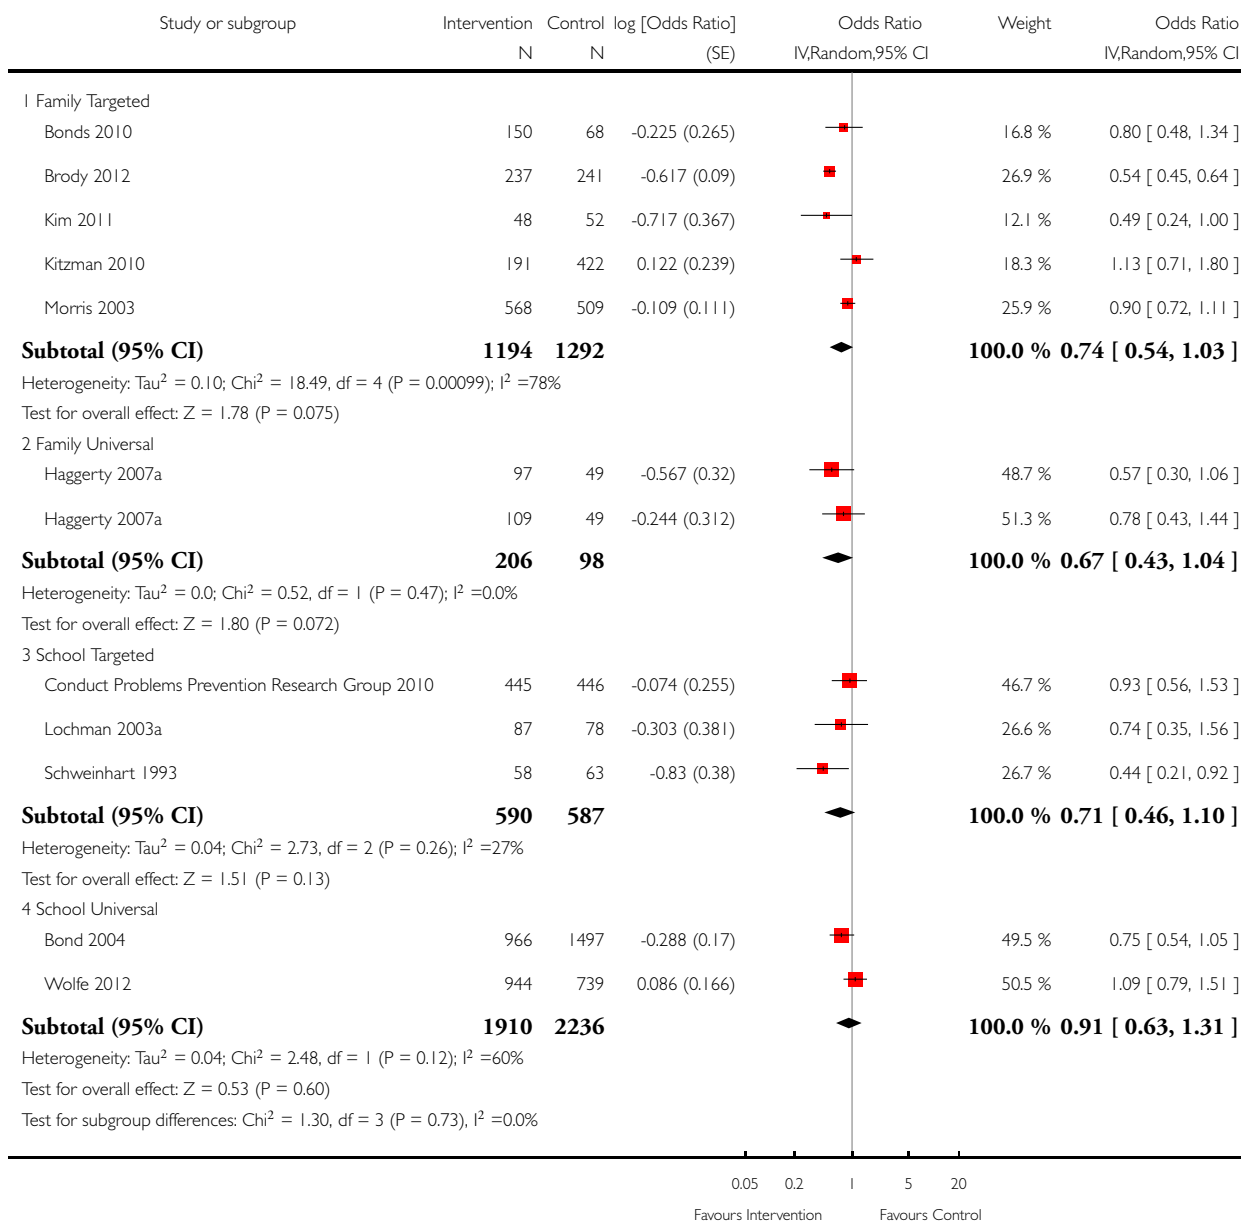 Study or subgroup Intervention Control log [Odds Ratio] Odds Ratio Weight Odds Ratio
N N (SE) IV,Random,95% CI IV,Random,95% CI
1 Family Targeted
Bonds 2010 150 68 -0.225 (0.265) 16.8 % 0.80 [ 0.48, 1.34 ]
Brody 2012 237 241 -0.617 (0.09) 26.9 % 0.54 [ 0.45, 0.64 ]
Kim 2011 48 52 -0.717 (0.367) 12.1 % 0.49 [ 0.24, 1.00 ]
Kitzman 2010 191 422 0.122 (0.239) 18.3 % 1.13 [ 0.71, 1.80 ]
Morris 2003 568 509 -0.109 (0.111) 25.9 % 0.90 [ 0.72, 1.11 ]
Subtotal (95% CI) 1194 1292 100.0 % 0.74 [ 0.54, 1.03 ]
Heterogeneity: Tau² = 0.10; Chi² = 18.49, df = 4 (P = 0.00099); I² =78%
Test for overall effect: Z = 1.78 (P = 0.075)
2 Family Universal
Haggerty 2007a 97 49 -0.567 (0.32) 48.7 % 0.57 [ 0.30, 1.06 ]
Haggerty 2007a 109 49 -0.244 (0.312) 51.3 % 0.78 [ 0.43, 1.44 ]
Subtotal (95% CI) 206 98 100.0 % 0.67 [ 0.43, 1.04 ]
Heterogeneity: Tau² = 0.0; Chi² = 0.52, df = 1 (P = 0.47); I² =0.0%
Test for overall effect: Z = 1.80 (P = 0.072)
3 School Targeted
Conduct Problems Prevention Research Group 2010 445 446 -0.074 (0.255) 46.7 % 0.93 [ 0.56, 1.53 ]
Lochman 2003a 87 78 -0.303 (0.381) 26.6 % 0.74 [ 0.35, 1.56 ]
Schweinhart 1993 58 63 -0.83 (0.38) 26.7 % 0.44 [ 0.21, 0.92 ]
Subtotal (95% CI) 590 587 100.0 % 0.71 [ 0.46, 1.10 ]
Heterogeneity: Tau² = 0.04; Chi² = 2.73, df = 2 (P = 0.26); I² =27%
Test for overall effect: Z = 1.51 (P = 0.13)
4 School Universal
Bond 2004 966 1497 -0.288 (0.17) 49.5 % 0.75 [ 0.54, 1.05 ]
Wolfe 2012 944 739 0.086 (0.166) 50.5 % 1.09 [ 0.79, 1.51 ]
Subtotal (95% CI) 1910 2236 100.0 % 0.91 [ 0.63, 1.31 ]
Heterogeneity: Tau² = 0.04; Chi² = 2.48, df = 1 (P = 0.12); I² =60%
Test for overall effect: Z = 0.53 (P = 0.60)
Test for subgroup differences: Chi² = 1.30, df = 3 (P = 0.73), I² =0.0%
0.05 0.2 1 5 20
Favours Intervention Favours Control